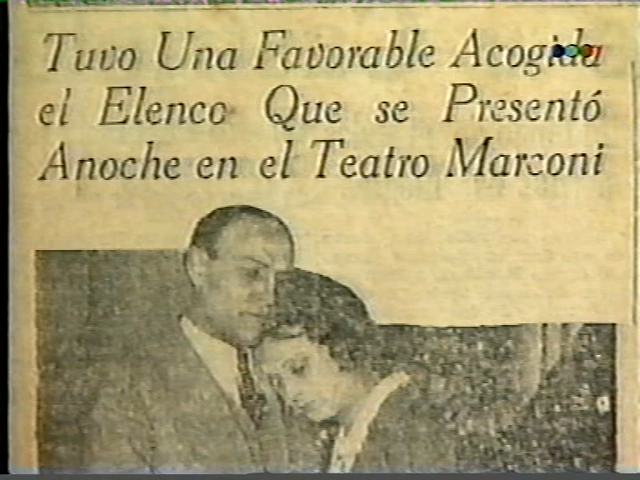 Tuvo Una Favorable Acogida
el Elenco Que se Presentó
Anoche en el Teatro Marconi